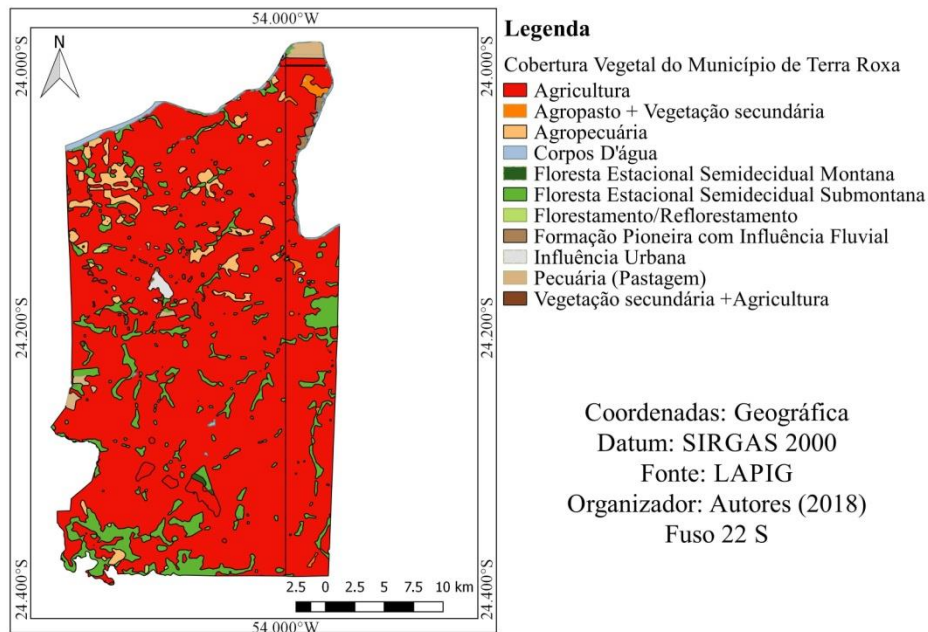 54.000°W
N
24.000°S
24.000°S
24.200°S
24.200°S
24.400°S
24.400°S
2.5 0 2.5 5 7.5 10 km
54.000°W
Legenda
Cobertura Vegetal do Município de Terra Roxa
Agricultura
Agropasto + Vegetação secundária
Agropecuária
Corpos D'água
Floresta Estacional Semidecidual Montana
Floresta Estacional Semidecidual Submontana
Florestamento/Reflorestamento
Formação Pioneira com Influência Fluvial
Influência Urbana
Pecuária (Pastagem)
Vegetação secundária +Agricultura
Coordenadas: Geográfica
Datum: SIRGAS 2000
Fonte: LAPIG
Organizador: Autores (2018)
Fuso 22 S